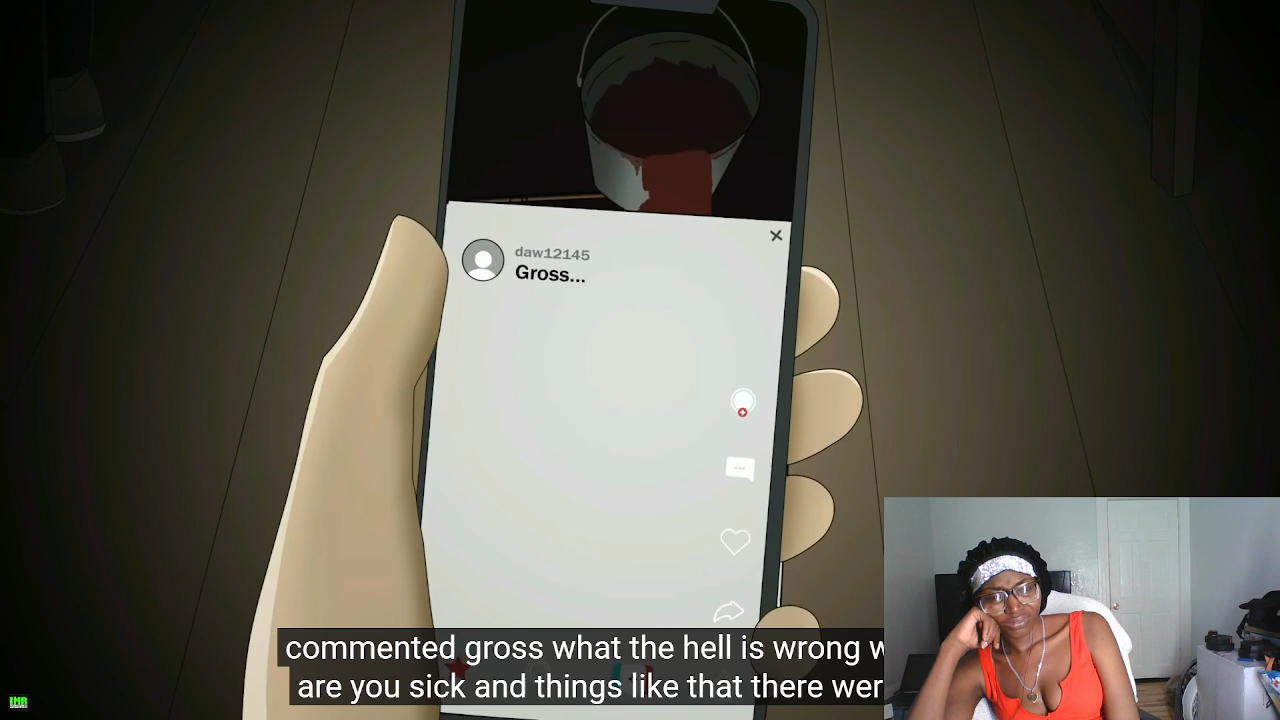 daw12145
Gross...
commented gross what the hell is wrong w
are you sick and things like that there wer